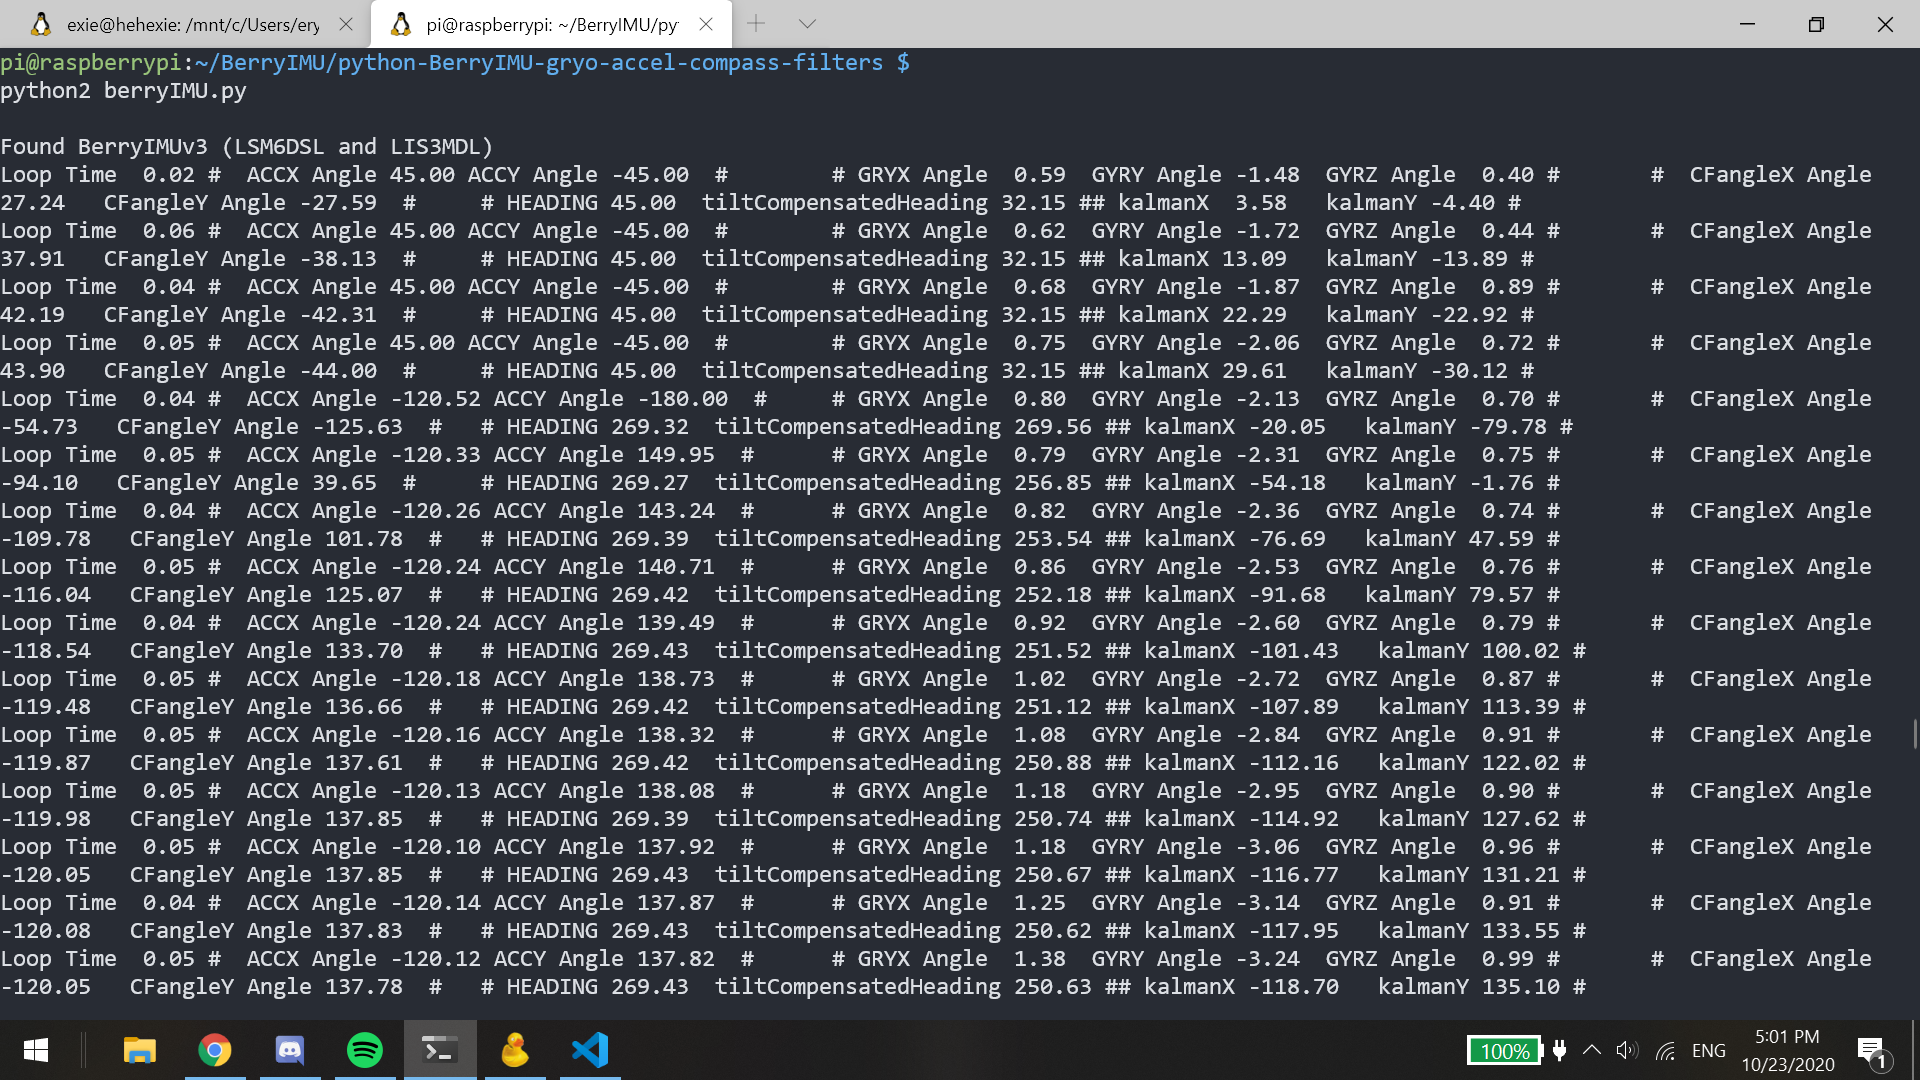 exie@hehexie: /mnt/c/Users/ery
pi@raspberrypi: ~/BerryIMU/py
pi@raspberrypi:~/BerryIMU/python-BerryIMU-gryo-accel-compass-filters $
python2 berryIMU.py
Found BerryIMUv3 (LSM6DSL and LIS3MDL)
Loop Time  0.02 #  ACCX Angle 45.00 ACCY Angle -45.00  #        # GRYX Angle  0.59  GYRY Angle -1.48  GYRZ Angle  0.40 #       #  CFangleX Angle
27.24   CFangleY Angle -27.59  #     # HEADING 45.00  tiltCompensatedHeading 32.15 ## kalmanX  3.58   kalmanY -4.40 #
Loop Time  0.06 #  ACCX Angle 45.00 ACCY Angle -45.00  #        # GRYX Angle  0.62  GYRY Angle -1.72  GYRZ Angle  0.44 #       #  CFangleX Angle
37.91   CFangleY Angle -38.13  #     # HEADING 45.00  tiltCompensatedHeading 32.15 ## kalmanX 13.09   kalmanY -13.89 #
Loop Time  0.04 #  ACCX Angle 45.00 ACCY Angle -45.00  #        # GRYX Angle  0.68  GYRY Angle -1.87  GYRZ Angle  0.89 #       #  CFangleX Angle
42.19   CFangleY Angle -42.31  #     # HEADING 45.00  tiltCompensatedHeading 32.15 ## kalmanX 22.29   kalmanY -22.92 #
Loop Time  0.05 #  ACCX Angle 45.00 ACCY Angle -45.00  #        # GRYX Angle  0.75  GYRY Angle -2.06  GYRZ Angle  0.72 #       #  CFangleX Angle
43.90   CFangleY Angle -44.00  #     # HEADING 45.00  tiltCompensatedHeading 32.15 ## kalmanX 29.61   kalmanY -30.12 #
Loop Time  0.04 #  ACCX Angle -120.52 ACCY Angle -180.00  #     # GRYX Angle  0.80  GYRY Angle -2.13  GYRZ Angle  0.70 #       #  CFangleX Angle
-54.73   CFangleY Angle -125.63  #   # HEADING 269.32  tiltCompensatedHeading 269.56 ## kalmanX -20.05   kalmanY -79.78 #
Loop Time  0.05 #  ACCX Angle -120.33 ACCY Angle 149.95  #      # GRYX Angle  0.79  GYRY Angle -2.31  GYRZ Angle  0.75 #       #  CFangleX Angle
-94.10   CFangleY Angle 39.65  #     # HEADING 269.27  tiltCompensatedHeading 256.85 ## kalmanX -54.18   kalmanY -1.76 #
Loop Time  0.04 #  ACCX Angle -120.26 ACCY Angle 143.24  #      # GRYX Angle  0.82  GYRY Angle -2.36  GYRZ Angle  0.74 #       #  CFangleX Angle
-109.78   CFangleY Angle 101.78  #   # HEADING 269.39  tiltCompensatedHeading 253.54 ## kalmanX -76.69   kalmanY 47.59 #
Loop Time  0.05 #  ACCX Angle -120.24 ACCY Angle 140.71  #      # GRYX Angle  0.86  GYRY Angle -2.53  GYRZ Angle  0.76 #       #  CFangleX Angle
-116.04   CFangleY Angle 125.07  #   # HEADING 269.42  tiltCompensatedHeading 252.18 ## kalmanX -91.68   kalmanY 79.57 #
Loop Time  0.04 #  ACCX Angle -120.24 ACCY Angle 139.49  #      # GRYX Angle  0.92  GYRY Angle -2.60  GYRZ Angle  0.79 #       #  CFangleX Angle
-118.54   CFangleY Angle 133.70  #   # HEADING 269.43  tiltCompensatedHeading 251.52 ## kalmanX -101.43   kalmanY 100.02 #
Loop Time  0.05 #  ACCX Angle -120.18 ACCY Angle 138.73  #      # GRYX Angle  1.02  GYRY Angle -2.72  GYRZ Angle  0.87 #       #  CFangleX Angle
-119.48   CFangleY Angle 136.66  #   # HEADING 269.42  tiltCompensatedHeading 251.12 ## kalmanX -107.89   kalmanY 113.39 #
Loop Time  0.05 #  ACCX Angle -120.16 ACCY Angle 138.32  #      # GRYX Angle  1.08  GYRY Angle -2.84  GYRZ Angle  0.91 #       #  CFangleX Angle
-119.87   CFangleY Angle 137.61  #   # HEADING 269.42  tiltCompensatedHeading 250.88 ## kalmanX -112.16   kalmanY 122.02 #
Loop Time  0.05 #  ACCX Angle -120.13 ACCY Angle 138.08  #      # GRYX Angle  1.18  GYRY Angle -2.95  GYRZ Angle  0.90 #       #  CFangleX Angle
-119.98   CFangleY Angle 137.85  #   # HEADING 269.39  tiltCompensatedHeading 250.74 ## kalmanX -114.92   kalmanY 127.62 #
Loop Time  0.05 #  ACCX Angle -120.10 ACCY Angle 137.92  #      # GRYX Angle  1.18  GYRY Angle -3.06  GYRZ Angle  0.96 #       #  CFangleX Angle
-120.05   CFangleY Angle 137.85  #   # HEADING 269.43  tiltCompensatedHeading 250.67 ## kalmanX -116.77   kalmanY 131.21 #
Loop Time  0.04 #  ACCX Angle -120.14 ACCY Angle 137.87  #      # GRYX Angle  1.25  GYRY Angle -3.14  GYRZ Angle  0.91 #       #  CFangleX Angle
-120.08   CFangleY Angle 137.83  #   # HEADING 269.43  tiltCompensatedHeading 250.62 ## kalmanX -117.95   kalmanY 133.55 #
Loop Time  0.05 #  ACCX Angle -120.12 ACCY Angle 137.82  #      # GRYX Angle  1.38  GYRY Angle -3.24  GYRZ Angle  0.99 #       #  CFangleX Angle
-120.05   CFangleY Angle 137.78  #   # HEADING 269.43  tiltCompensatedHeading 250.63 ## kalmanX -118.70   kalmanY 135.10 #
100%
ENG
5:01 PM
10/23/2020
1